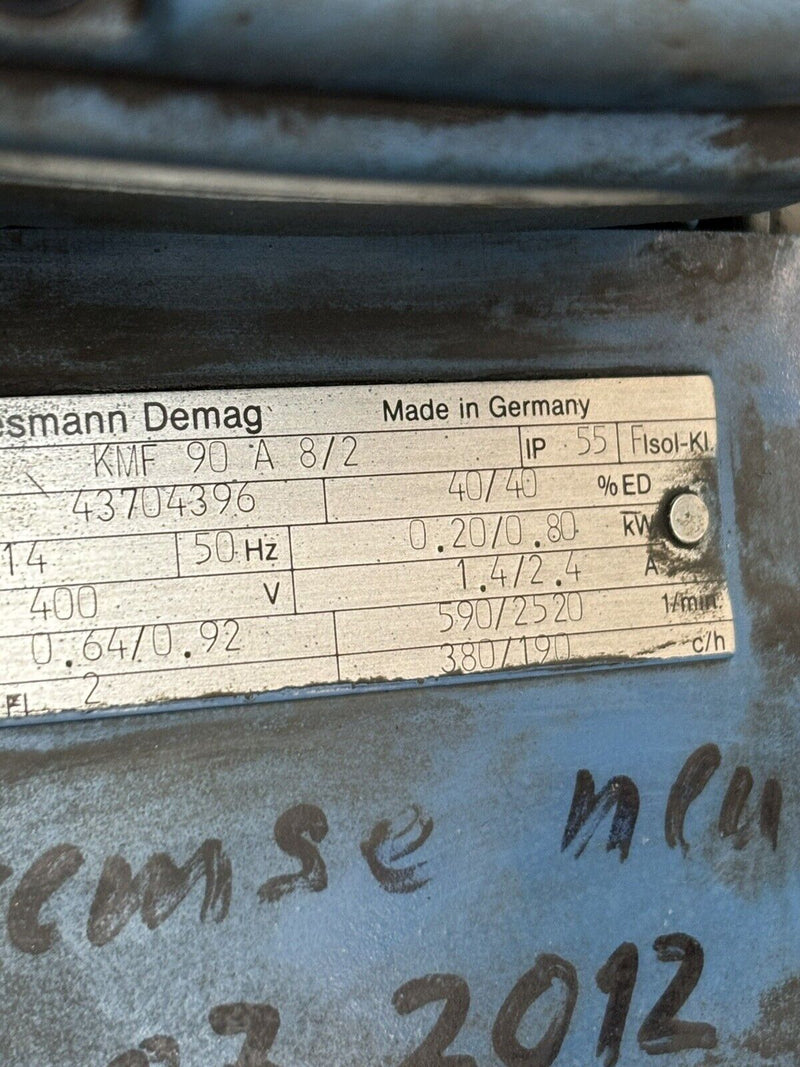 esmann Demag Made in Germany
KMF 90 A 8/2 IP 55 F Isol-Kl.
43704396 40/40 % ED
14 50 Hz 0.20/0.80 kW
400 V 1.4/2.4 A
0.64/0.92 590/2520 1/min.
2 380/190 c/h
remse neu
2012